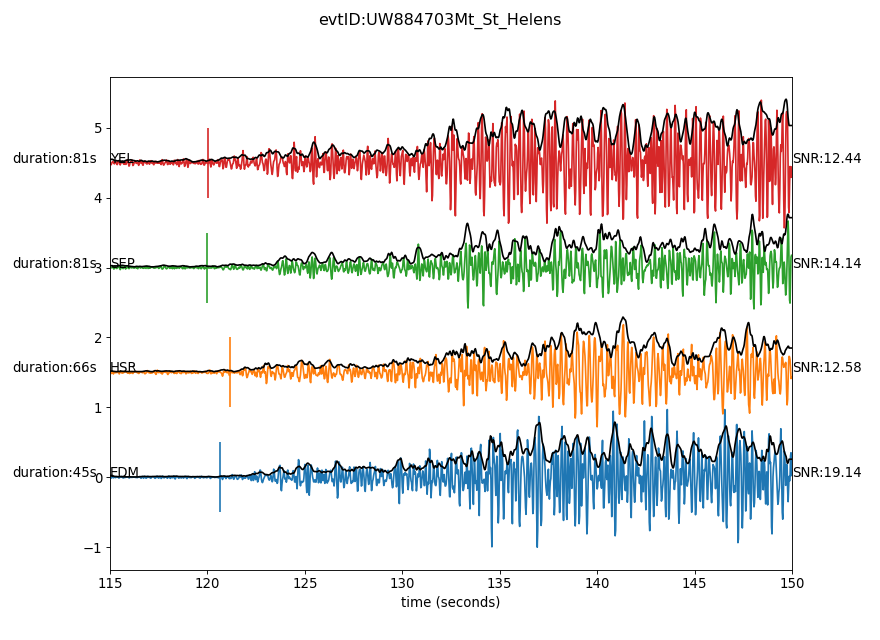 evtID:UW884703Mt_St_Helens
5
duration:81s YEL SNR:12.44
4
duration:81s SEP SNR:14.14
3
2
duration:66s HSR SNR:12.58
1
duration:45s EDM SNR:19.14
0
−1
115 120 125 130 135 140 145 150
time (seconds)